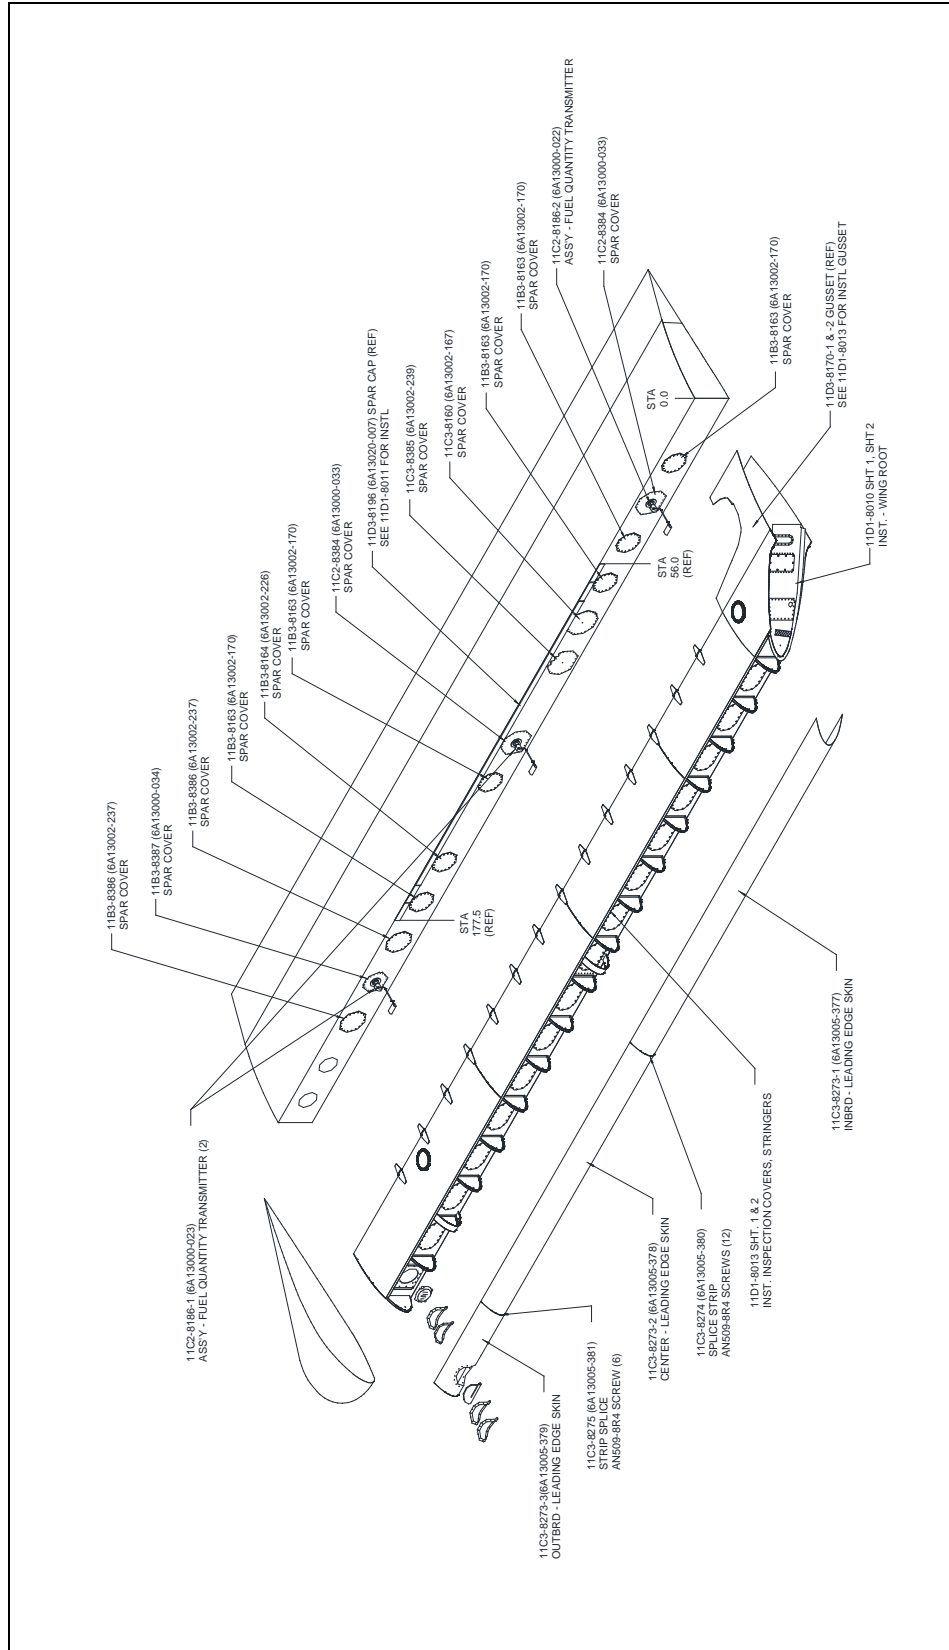 11B3-8386 (6A13002-237)
SPAR COVER
11B3-8387 (6A13000-034)
SPAR COVER
11B3-8386 (6A13002-237)
SPAR COVER
11B3-8163 (6A13002-170)
SPAR COVER
11B3-8164 (6A13002-226)
SPAR COVER
11B3-8163 (6A13002-170)
SPAR COVER
11C2-8384 (6A13000-033)
SPAR COVER
11D3-8196 (6A13020-007) SPAR CAP (REF)
SEE 11D1-8011 FOR INSTL
11C3-8385 (6A13002-239)
SPAR COVER
11C3-8160 (6A13002-167)
SPAR COVER
11B3-8163 (6A13002-170)
SPAR COVER
11B3-8163 (6A13002-170)
SPAR COVER
11C2-8186-2 (6A13000-022)
ASS'Y - FUEL QUANTITY TRANSMITTER
11C2-8384 (6A13000-033)
SPAR COVER
11B3-8163 (6A13002-170)
SPAR COVER
11D3-8170-1 & -2 GUSSET (REF)
SEE 11D1-8013 FOR INSTL GUSSET
11D1-8010 SHT 1, SHT 2
INST. - WING ROOT
STA
177.5
(REF)
STA
56.0
(REF)
STA
0.0
11C2-8186-1 (6A13000-023)
ASS'Y - FUEL QUANTITY TRANSMITTER (2)
11C3-8273-3(6A13005-379)
OUTBRD - LEADING EDGE SKIN
11C3-8275 (6A13005-381)
STRIP SPLICE
AN509-8R4 SCREW (6)
11C3-8273-2 (6A13005-378)
CENTER - LEADING EDGE SKIN
11C3-8274 (6A13005-380)
SPLICE STRIP
AN509-8R4 SCREWS (12)
11D1-8013 SHT. 1 & 2
INST. INSPECTION COVERS, STRINGERS
11C3-8273-1 (6A13005-377)
INBRD - LEADING EDGE SKIN